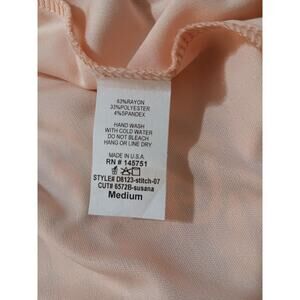 63%RAYON
33%POLYESTER
4%SPANDEX
HAND WASH
WITH COLD WATER
DO NOT BLEACH
HANG OR LINE DRY
MADE IN U.S.A.
RN # 145751
STYLE# D8123-stitch-07
CUT# 6572B-susana
Medium